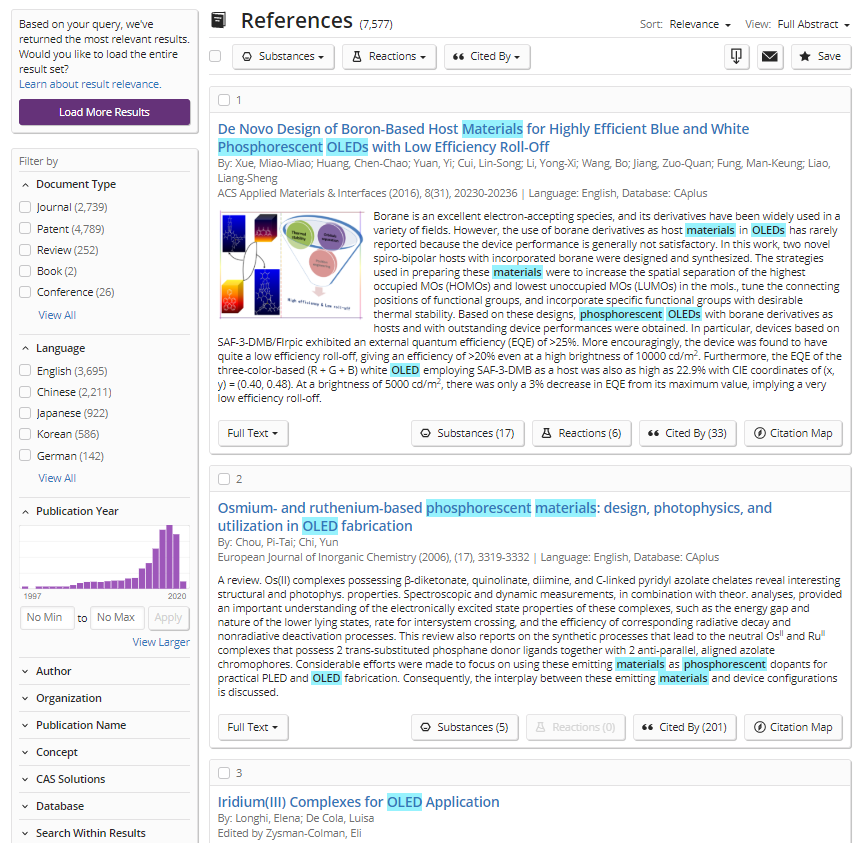 Based on your query, we've
returned the most relevant results.
Would you like to load the entire
result set?
Learn about result relevance.
Load More Results
Filter by
Document Type
Journal (2,739)
Patent (4,789)
Review (252)
Book (2)
Conference (26)
View All
Language
English (3,695)
Chinese (2,211)
Japanese (922)
Korean (586)
German (142)
View All
Publication Year
1997 2020
No Min to No Max Apply
View Larger
Author
Organization
Publication Name
Concept
CAS Solutions
Database
Search Within Results
References (7,577)
Sort: Relevance View: Full Abstract
Substances Reactions Cited By Save
1
De Novo Design of Boron-Based Host Materials for Highly Efficient Blue and White
Phosphorescent OLEDs with Low Efficiency Roll-Off
By: Xue, Miao-Miao; Huang, Chen-Chao; Yuan, Yi; Cui, Lin-Song; Li, Yong-Xi; Wang, Bo; Jiang, Zuo-Quan; Fung, Man-Keung; Liao,
Liang-Sheng
ACS Applied Materials & Interfaces (2016), 8(31), 20230-20236 | Language: English, Database: CAplus
High efficiency & Low roll-off
Borane is an excellent electron-accepting species, and its derivatives have been widely used in a
variety of fields. However, the use of borane derivatives as host materials in OLEDs has rarely
reported because the device performance is generally not satisfactory. In this work, two novel
spiro-bipolar hosts with incorporated borane were designed and synthesized. The strategies
used in preparing these materials were to increase the spatial separation of the highest
occupied MOs (HOMOs) and lowest unoccupied MOs (LUMOs) in the mols., tune the connecting
positions of functional groups, and incorporate specific functional groups with desirable
thermal stability. Based on these designs, phosphorescent OLEDs with borane derivatives as
hosts and with outstanding device performances were obtained. In particular, devices based on
SAF-3-DMB/FIrpic exhibited an external quantum efficiency (EQE) of >25%. More encouragingly, the device was found to have
quite a low efficiency roll-off, giving an efficiency of >20% even at a high brightness of 10000 cd/m². Furthermore, the EQE of the
three-color-based (R + G + B) white OLED employing SAF-3-DMB as a host was also as high as 22.9% with CIE coordinates of (x,
y) = (0.40, 0.48). At a brightness of 5000 cd/m², there was only a 3% decrease in EQE from its maximum value, implying a very
low efficiency roll-off.
Full Text Substances (17) Reactions (6) Cited By (33) Citation Map
2
Osmium- and ruthenium-based phosphorescent materials: design, photophysics, and
utilization in OLED fabrication
By: Chou, Pi-Tai; Chi, Yun
European Journal of Inorganic Chemistry (2006), (17), 3319-3332 | Language: English, Database: CAplus
A review. Os(II) complexes possessing β-diketonate, quinolinate, diimine, and C-linked pyridyl azolate chelates reveal interesting
structural and photophys. properties. Spectroscopic and dynamic measurements, in combination with theor. analyses, provided
an important understanding of the electronically excited state properties of these complexes, such as the energy gap and
nature of the lower lying states, rate for intersystem crossing, and the efficiency of corresponding radiative decay and
nonradiative deactivation processes. This review also reports on the synthetic processes that lead to the neutral Osᴵᴵ and Ruᴵᴵ
complexes that possess 2 trans-substituted phosphane donor ligands together with 2 anti-parallel, aligned azolate
chromophores. Considerable efforts were made to focus on using these emitting materials as phosphorescent dopants for
practical PLED and OLED fabrication. Consequently, the interplay between these emitting materials and device configurations
is discussed.
Full Text Substances (5) Reactions (0) Cited By (201) Citation Map
3
Iridium(III) Complexes for OLED Application
By: Longhi, Elena; De Cola, Luisa
Edited by Zysman-Colman, Eli